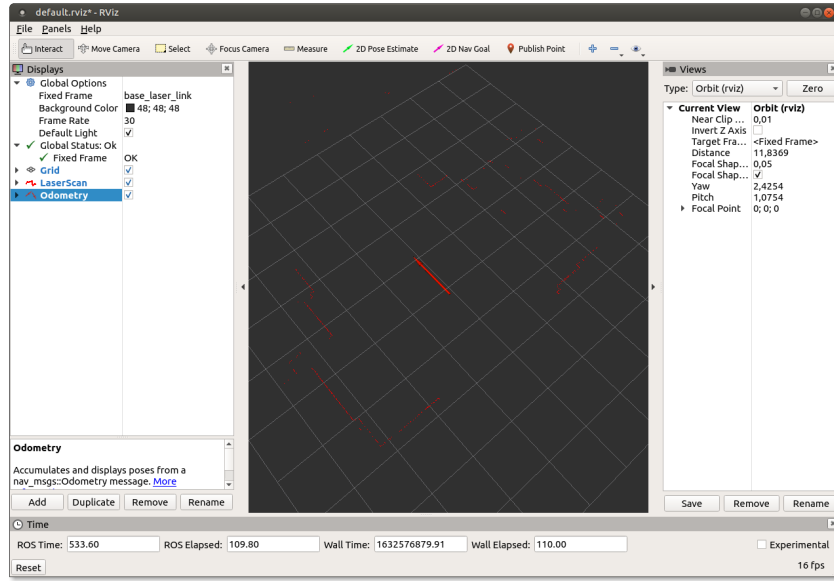 default.rviz* - RViz
File Panels Help
Interact Move Camera Select Focus Camera Measure 2D Pose Estimate 2D Nav Goal Publish Point
Displays
Global Options
Fixed Frame base_laser_link
Background Color 48; 48; 48
Frame Rate 30
Default Light
Global Status: Ok
Fixed Frame OK
Grid
LaserScan
Odometry
Odometry
Accumulates and displays poses from a
nav_msgs::Odometry message. More
Add Duplicate Remove Rename
Views
Type: Orbit (rviz) Zero
Current View Orbit (rviz)
Near Clip ... 0,01
Invert Z Axis
Target Fra... <Fixed Frame>
Distance 11,8369
Focal Shap... 0,05
Focal Shap...
Yaw 2,4254
Pitch 1,0754
Focal Point 0; 0; 0
Save Remove Rename
Time
ROS Time: 533.60 ROS Elapsed: 109.80 Wall Time: 1632576879.91 Wall Elapsed: 110.00 Experimental
Reset 16 fps